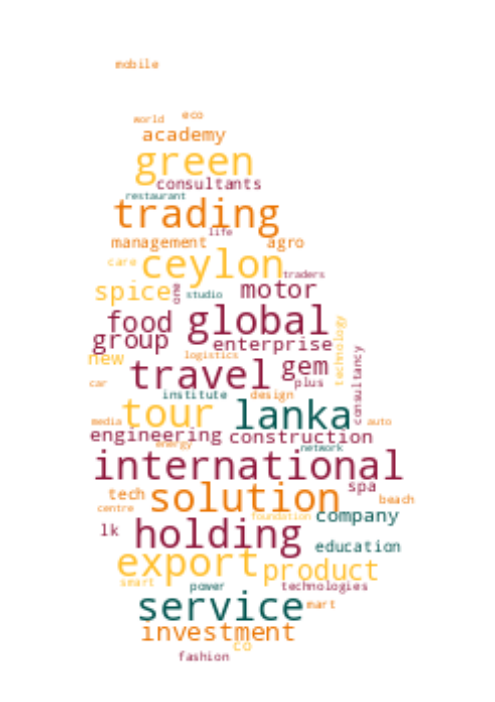 mobile
world eco
academy
green
consultants
restaurant
trading
life
management agro
care ceylon traders
spice one studio motor
food global
group enterprise technology
new logistics
travel gem
car plus consultancy
institute design
tour lanka
media auto
engineering construction
energy network
international
tech solution spa
beach
centre foundation company
lk holding
education
export product
smart power technologies
service mart
investment
co
fashion